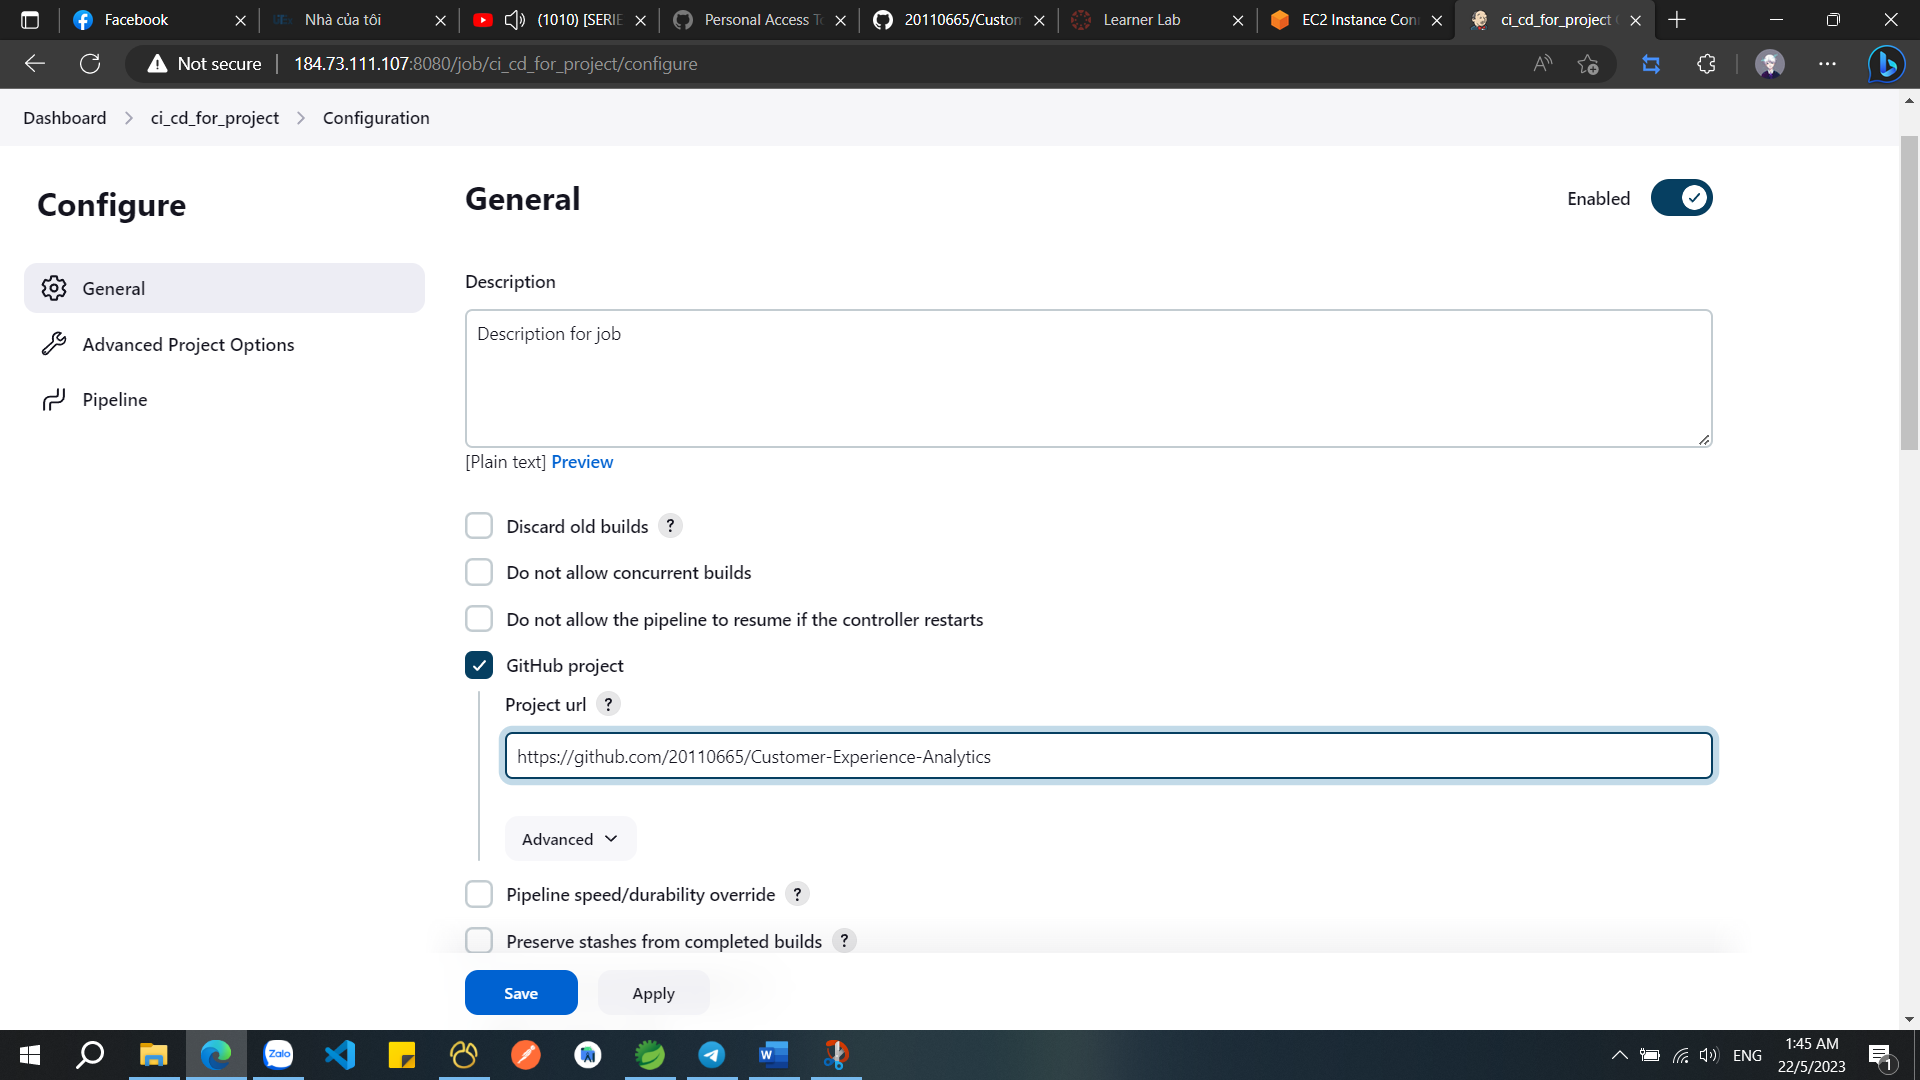 Facebook
Nhà của tôi
(1010) [SERIE
Personal Access To
20110665/Custom
Learner Lab
EC2 Instance Con
ci_cd_for_project
Not secure
184.73.111.107:8080/job/ci_cd_for_project/configure
Dashboard
ci_cd_for_project
Configuration
Configure
General
Advanced Project Options
Pipeline
General
Enabled
Description
Description for job
[Plain text] Preview
Discard old builds ?
Do not allow concurrent builds
Do not allow the pipeline to resume if the controller restarts
GitHub project
Project url ?
https://github.com/20110665/Customer-Experience-Analytics
Advanced
Pipeline speed/durability override ?
Preserve stashes from completed builds ?
Save
Apply
Zalo
ENG
1:45 AM
22/5/2023
1